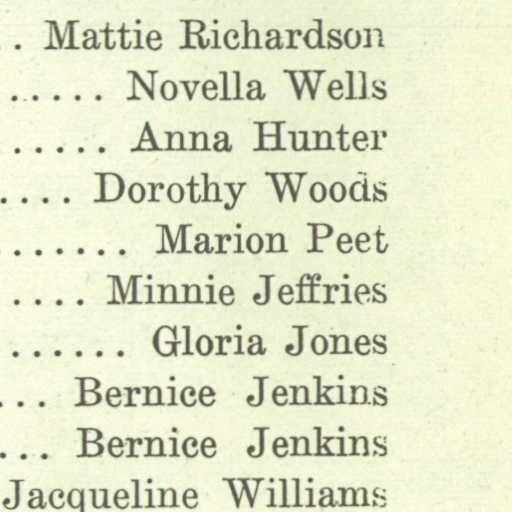 .. Mattie Richardson
...... Novella Wells
...... Anna Hunter
.... Dorothy Woods
....... Marion Peet
.... Minnie Jeffries
...... Gloria Jones
... Bernice Jenkins
... Bernice Jenkins
Jacqueline Williams